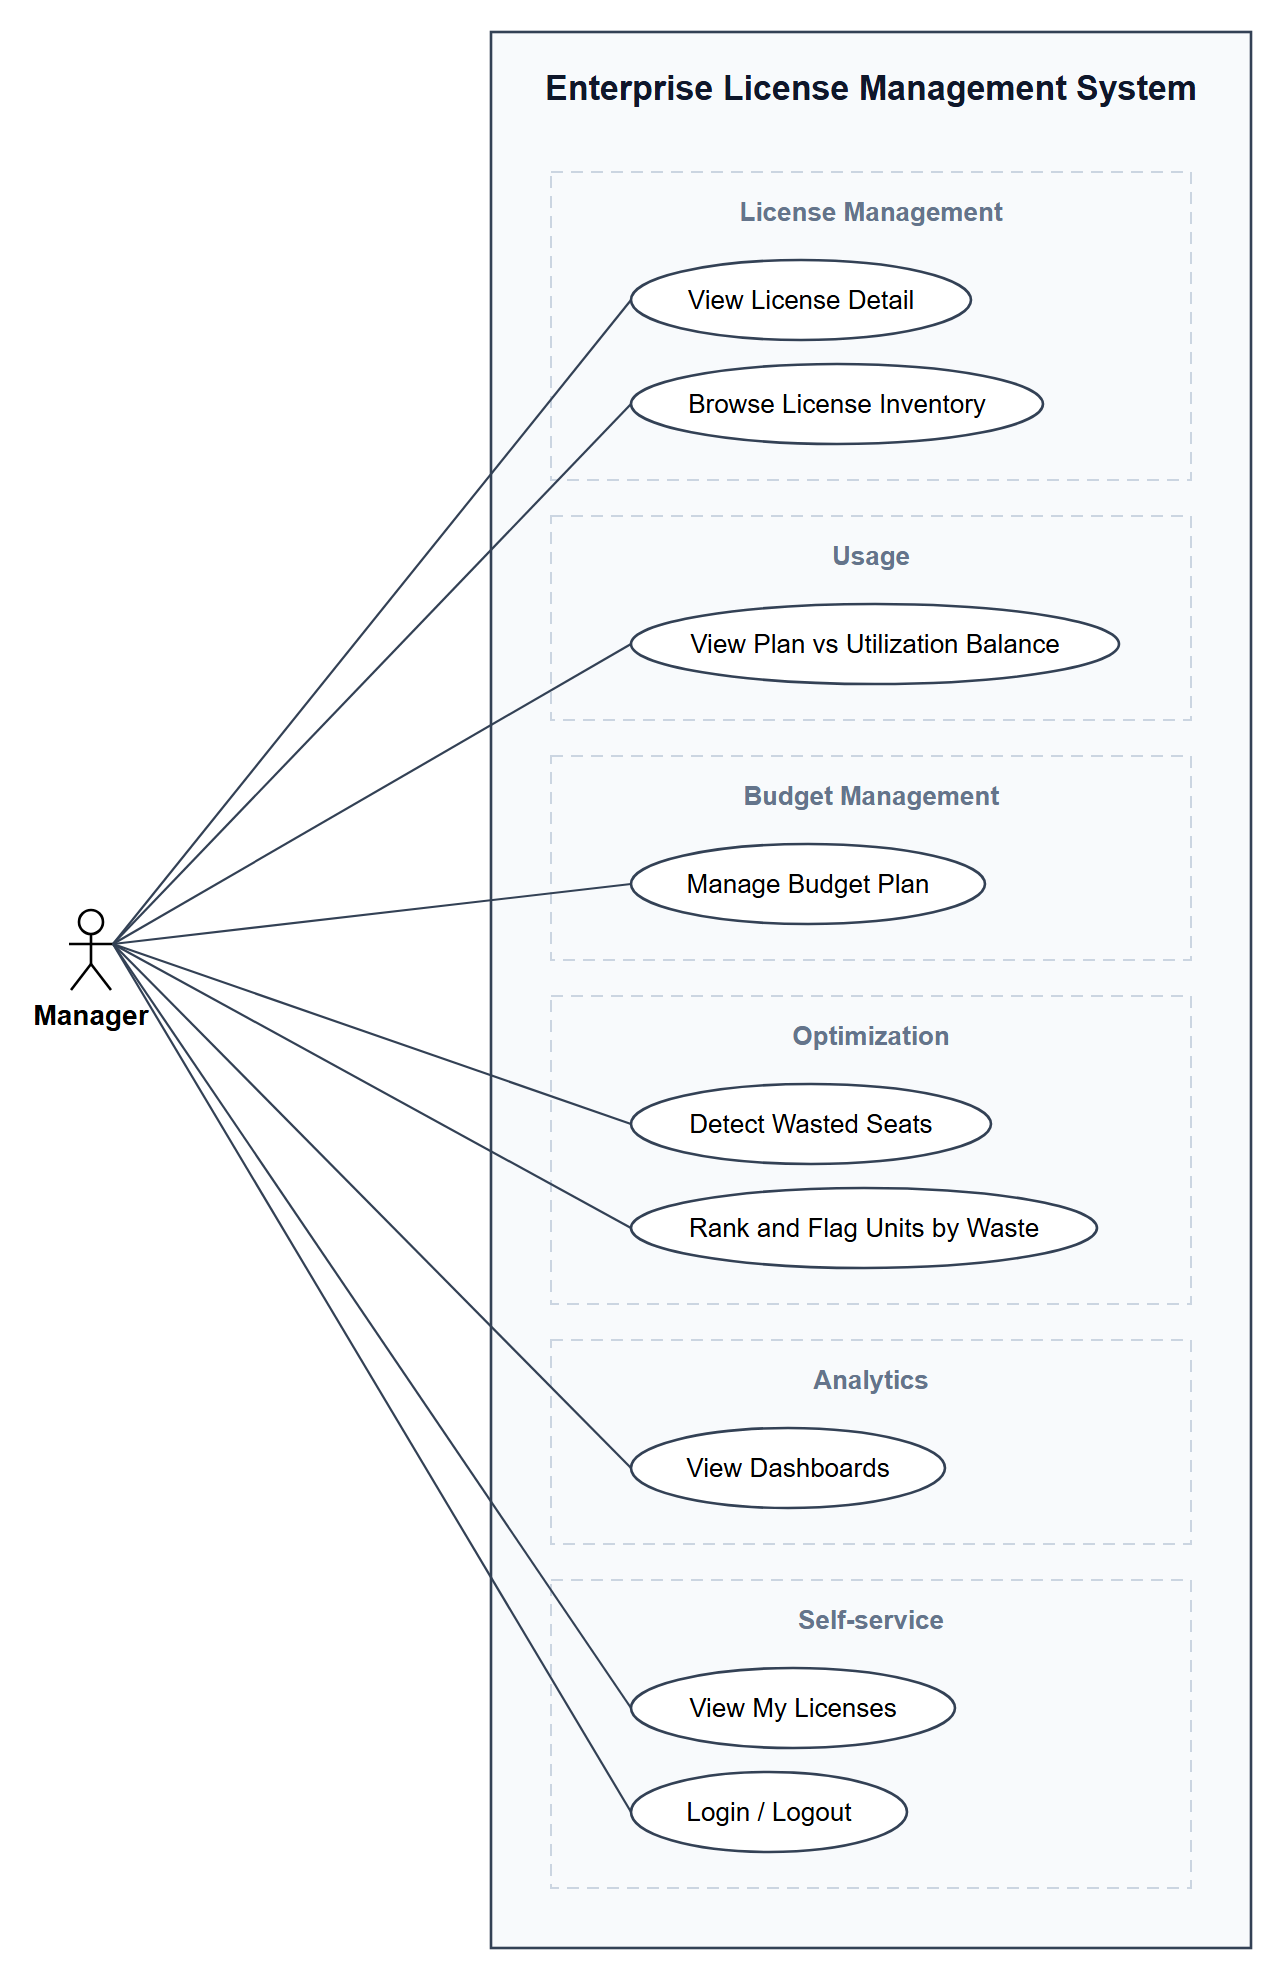 Enterprise License Management System
License Management
View License Detail
Browse License Inventory
Usage
View Plan vs Utilization Balance
Budget Management
Manage Budget Plan
Manager
Optimization
Detect Wasted Seats
Rank and Flag Units by Waste
Analytics
View Dashboards
Self-service
View My Licenses
Login / Logout